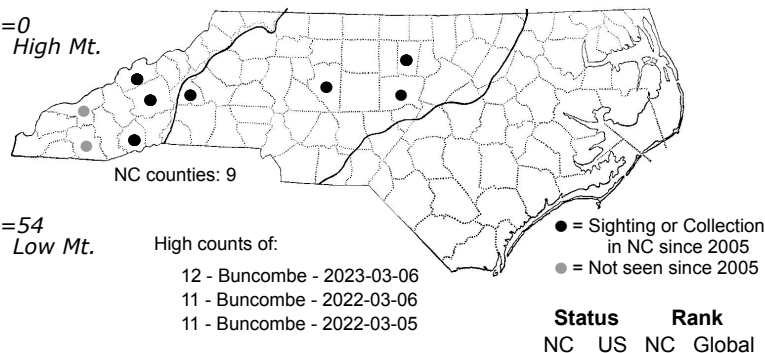 =0
High Mt.
NC counties: 9
=54
Low Mt.
High counts of:
12 - Buncombe - 2023-03-06
11 - Buncombe - 2022-03-06
11 - Buncombe - 2022-03-05
● = Sighting or Collection
in NC since 2005
● = Not seen since 2005
Status Rank
NC US NC Global